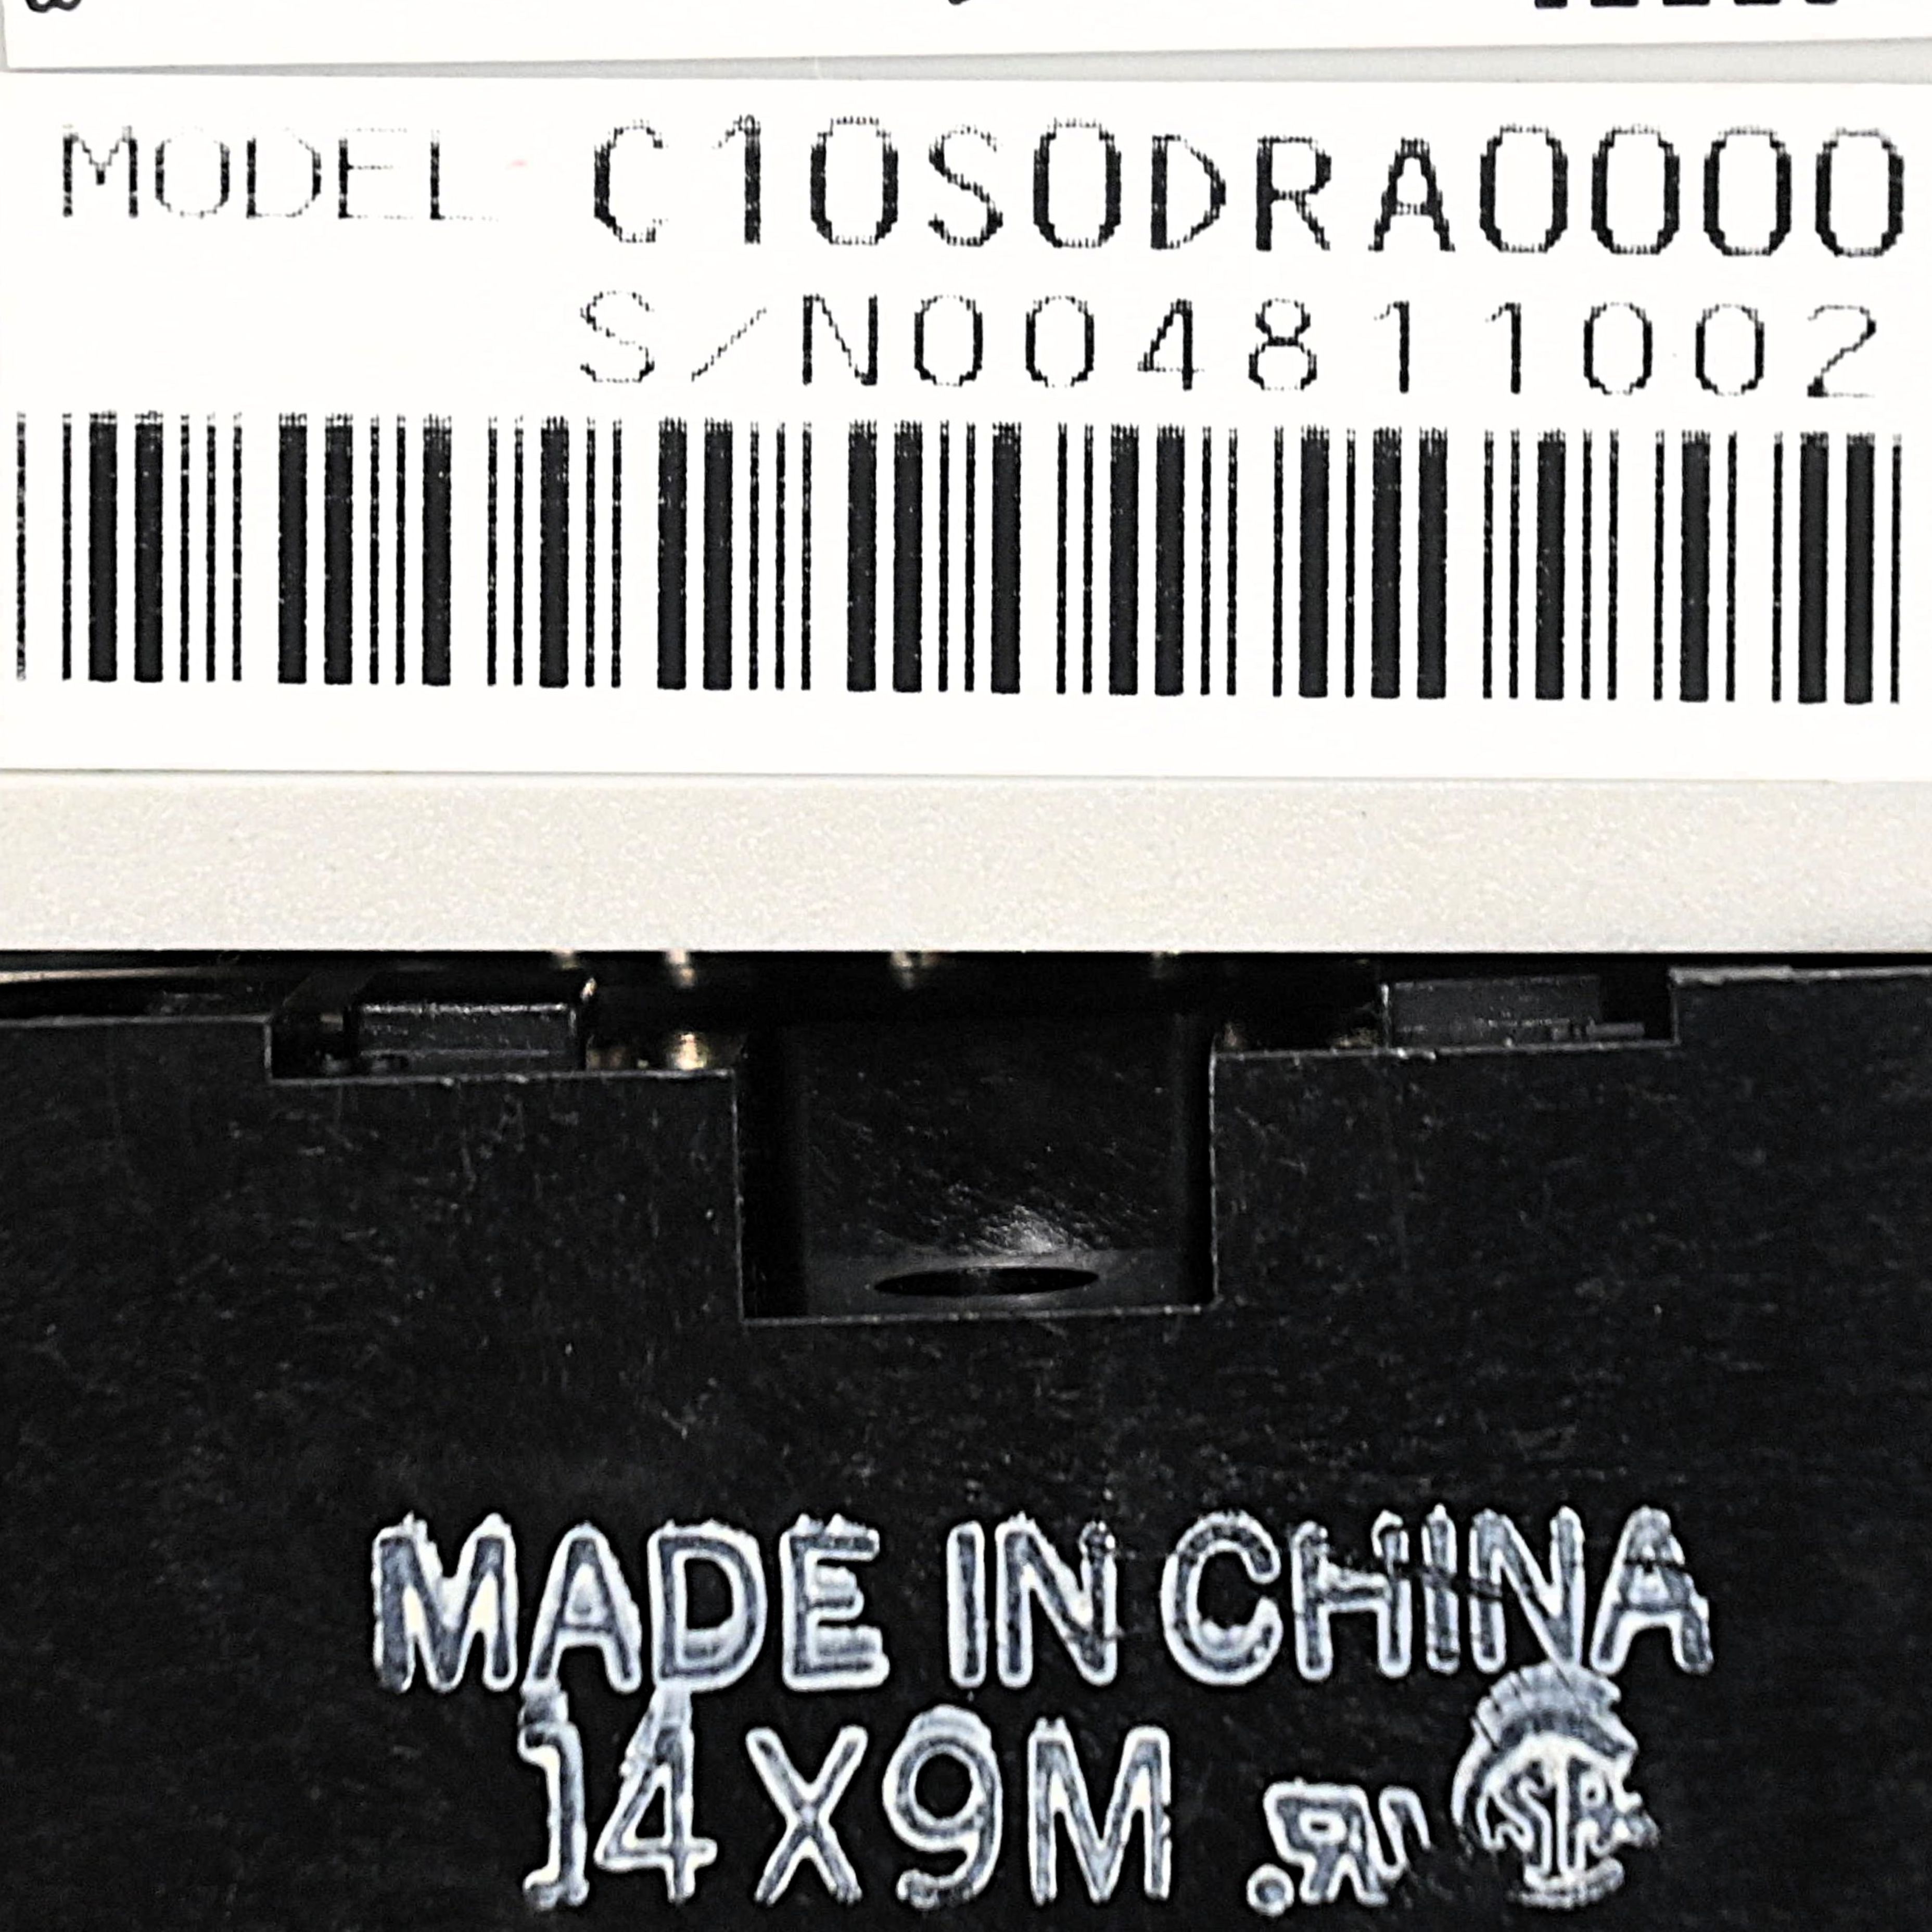 MODEL C10S0DRA0000
S/N004811002
MADE IN CHINA
14X9M